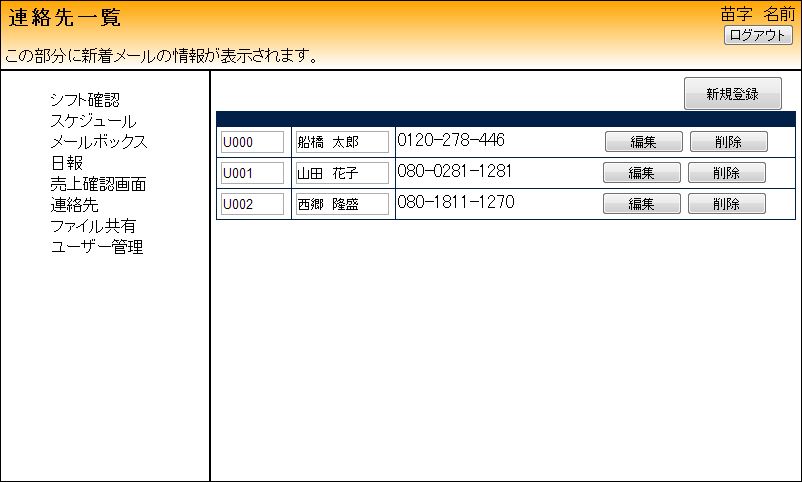 連絡先一覧
苗字　名前
ログアウト
この部分に新着メールの情報が表示されます。
シフト確認
スケジュール
メールボックス
日報
売上確認画面
連絡先
ファイル共有
ユーザー管理
新規登録
U000 船橋 太郎 0120-278-446 編集 削除
U001 山田 花子 080-0281-1281 編集 削除
U002 西郷 隆盛 080-1811-1270 編集 削除